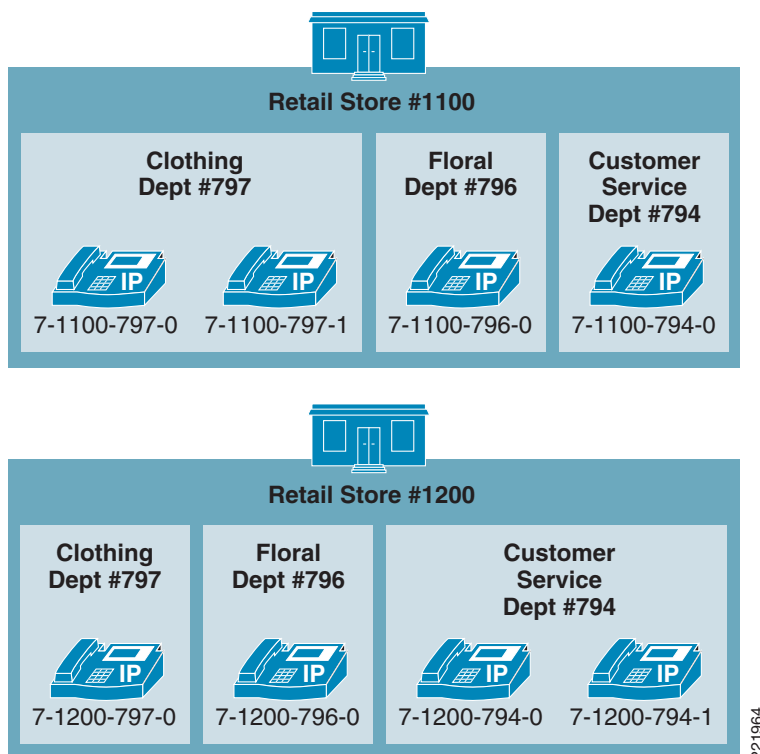 Retail Store #1100
Clothing
Dept #797
Floral
Dept #796
Customer
Service
Dept #794
IP
IP
IP
IP
7-1100-797-0
7-1100-797-1
7-1100-796-0
7-1100-794-0
Retail Store #1200
Clothing
Dept #797
Floral
Dept #796
Customer
Service
Dept #794
IP
IP
IP
IP
7-1200-797-0
7-1200-796-0
7-1200-794-0
7-1200-794-1